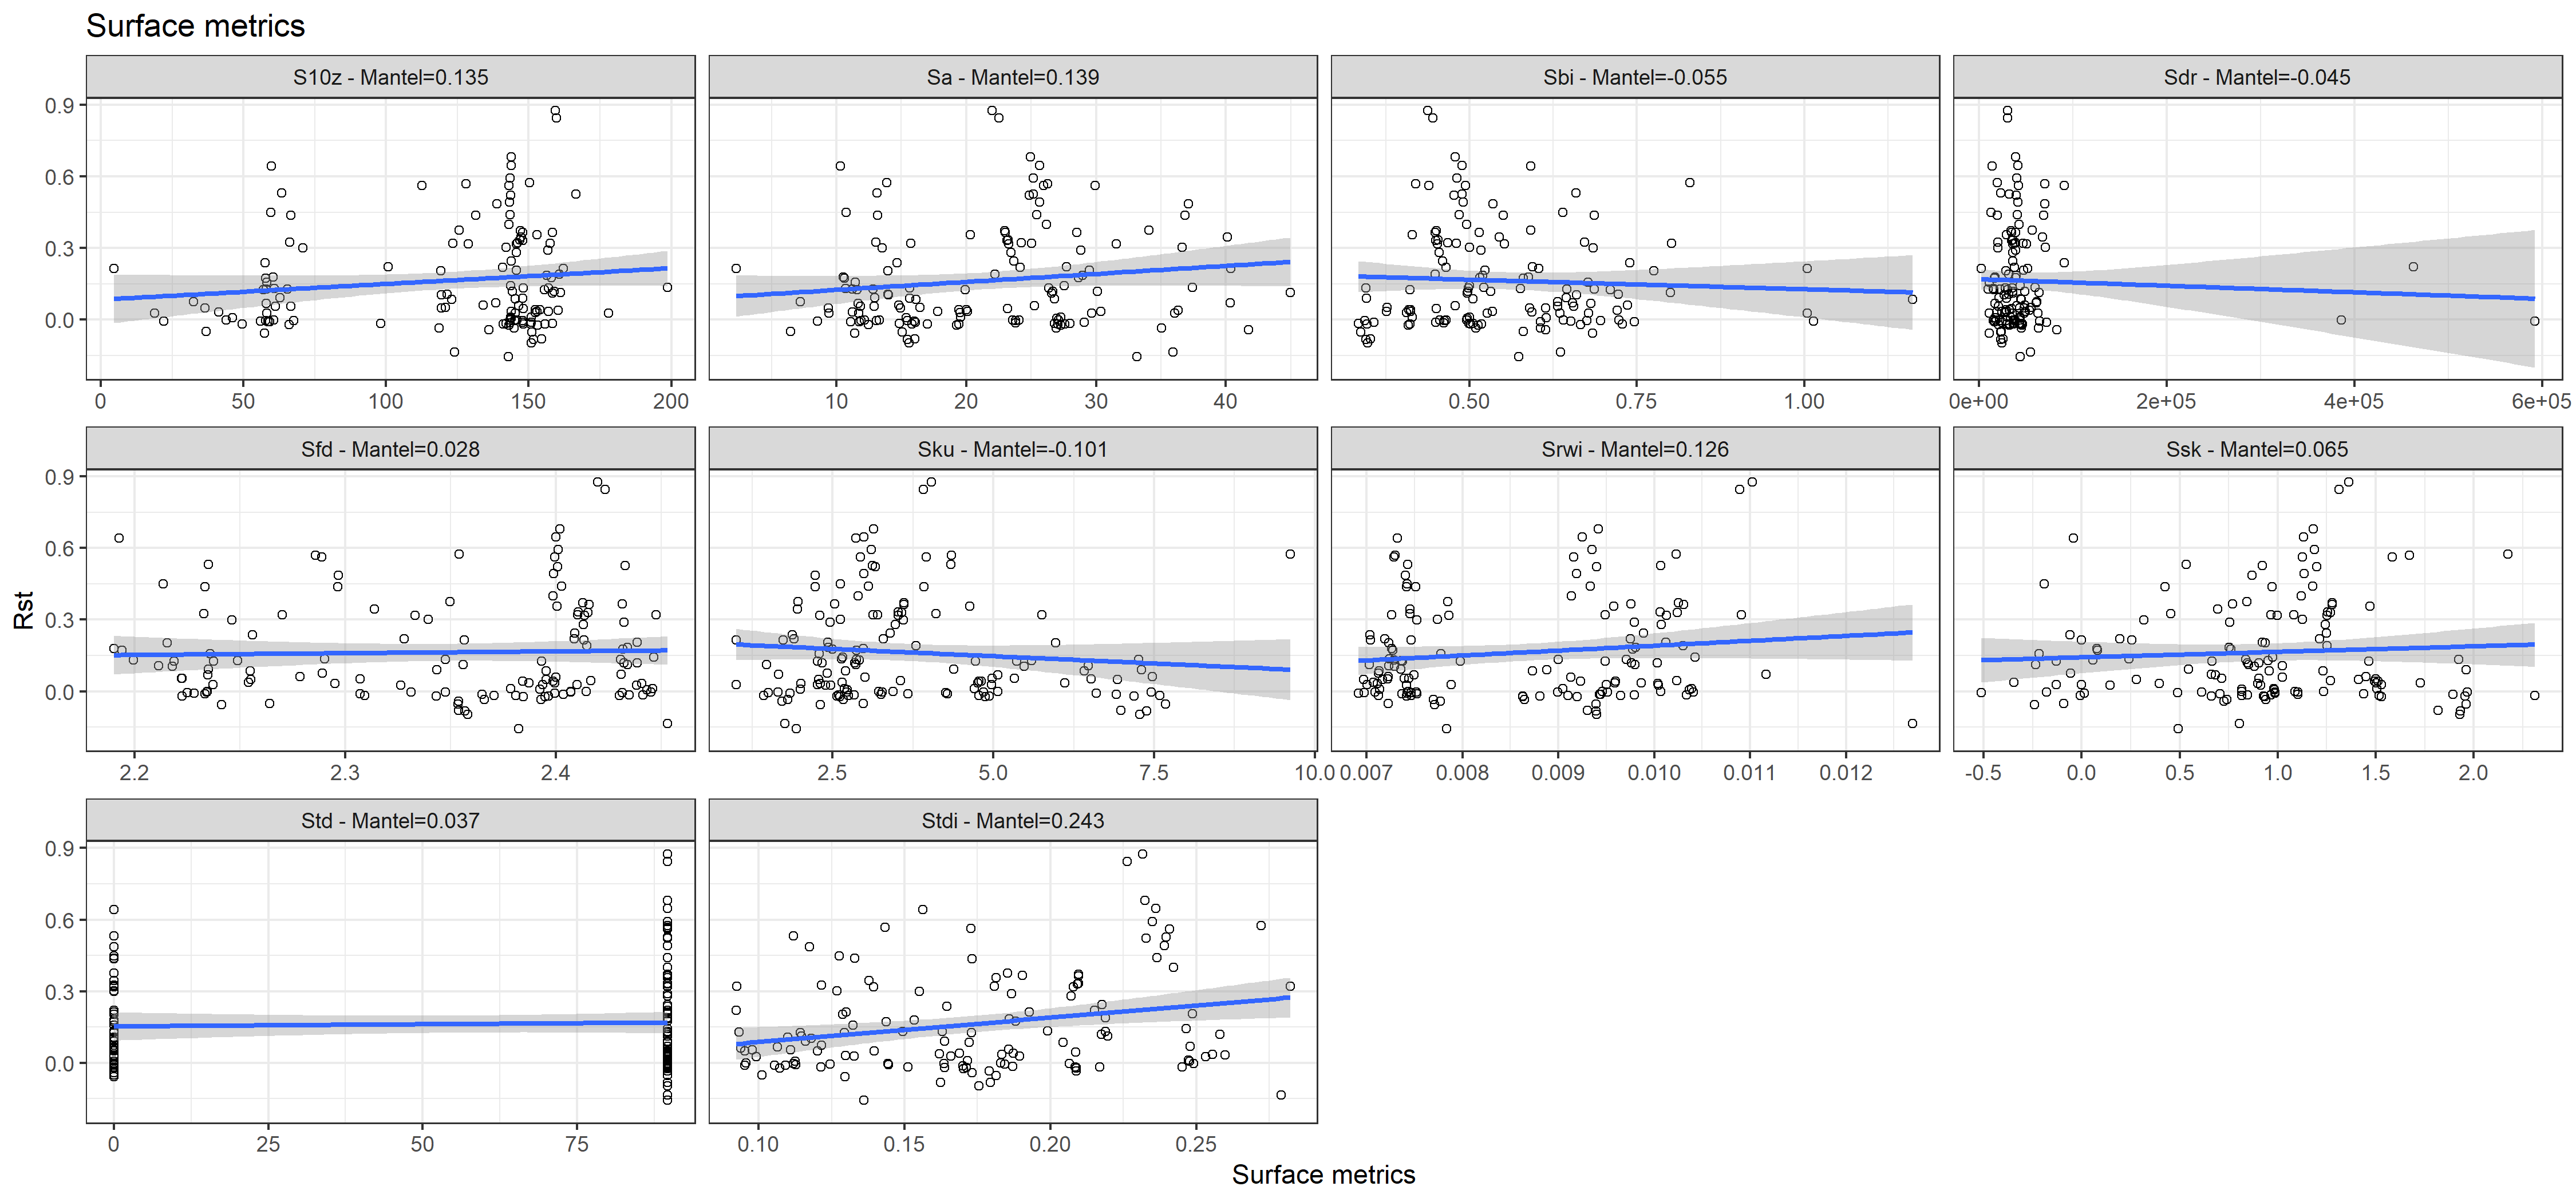 Surface metrics
S10z - Mantel=0.135
Sa - Mantel=0.139
Sbi - Mantel=-0.055
Sdr - Mantel=-0.045
0.9
0.6
0.3
0.0
0 50 100 150 200
10 20 30 40
0.50 0.75 1.00
0e+00 2e+05 4e+05 6e+05
Sfd - Mantel=0.028
Sku - Mantel=-0.101
Srwi - Mantel=0.126
Ssk - Mantel=0.065
Rst
0.9
0.6
0.3
0.0
2.2 2.3 2.4
2.5 5.0 7.5 10.0
0.007 0.008 0.009 0.010 0.011 0.012
-0.5 0.0 0.5 1.0 1.5 2.0
Std - Mantel=0.037
Stdi - Mantel=0.243
0.9
0.6
0.3
0.0
0 25 50 75
0.10 0.15 0.20 0.25
Surface metrics